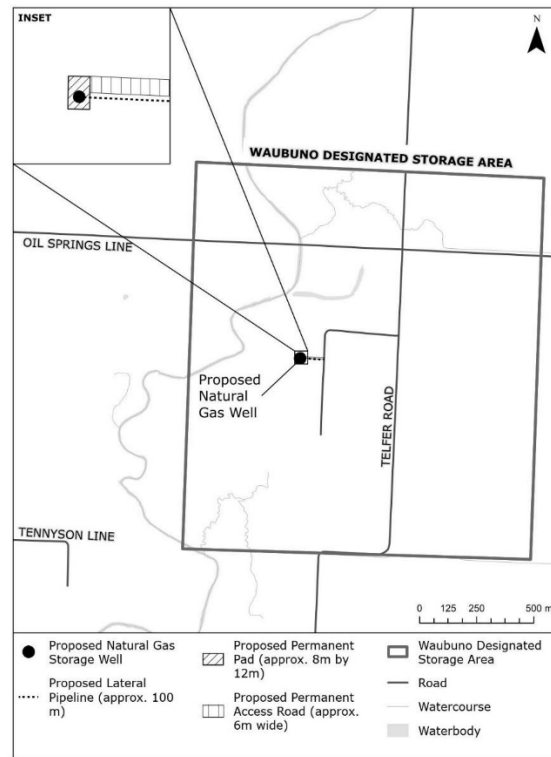 INSET
N
WAUBUNO DESIGNATED STORAGE AREA
OIL SPRINGS LINE
Proposed
Natural
Gas Well
TELFER ROAD
TENNYSON LINE
0 125 250 500 m
Proposed Natural Gas
Storage Well
Proposed Lateral
Pipeline (approx. 100
m)
Proposed Permanent
Pad (approx. 8m by
12m)
Proposed Permanent
Access Road (approx.
6m wide)
Waubuno Designated
Storage Area
Road
Watercourse
Waterbody